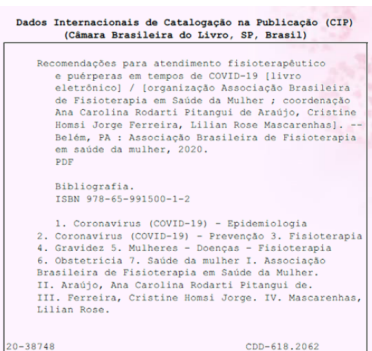 Dados Internacionais de Catalogação na Publicação (CIP)
(Câmara Brasileira do Livro, SP, Brasil)
Recomendações para atendimento fisioterapêutico
e puérperas em tempos de COVID-19 [livro
eletrônico] / [organização Associação Brasileira
de Fisioterapia em Saúde da Mulher ; coordenação
Ana Carolina Rodarti Pitangui de Araújo, Cristine
Homsi Jorge Ferreira, Lilian Rose Mascarenhas]. --
Belém, PA : Associação Brasileira de Fisioterapia
em saúde da mulher, 2020.
PDF
Bibliografia.
ISBN 978-65-991500-1-2
1. Coronavirus (COVID-19) - Epidemiologia
2. Coronavirus (COVID-19) - Prevenção 3. Fisioterapia
4. Gravidez 5. Mulheres - Doenças - Fisioterapia
6. Obstetrícia 7. Saúde da mulher I. Associação
Brasileira de Fisioterapia em Saúde da Mulher.
II. Araújo, Ana Carolina Rodarti Pitangui de.
III. Ferreira, Cristine Homsi Jorge. IV. Mascarenhas,
Lilian Rose.
20-38748 CDD-618.2062